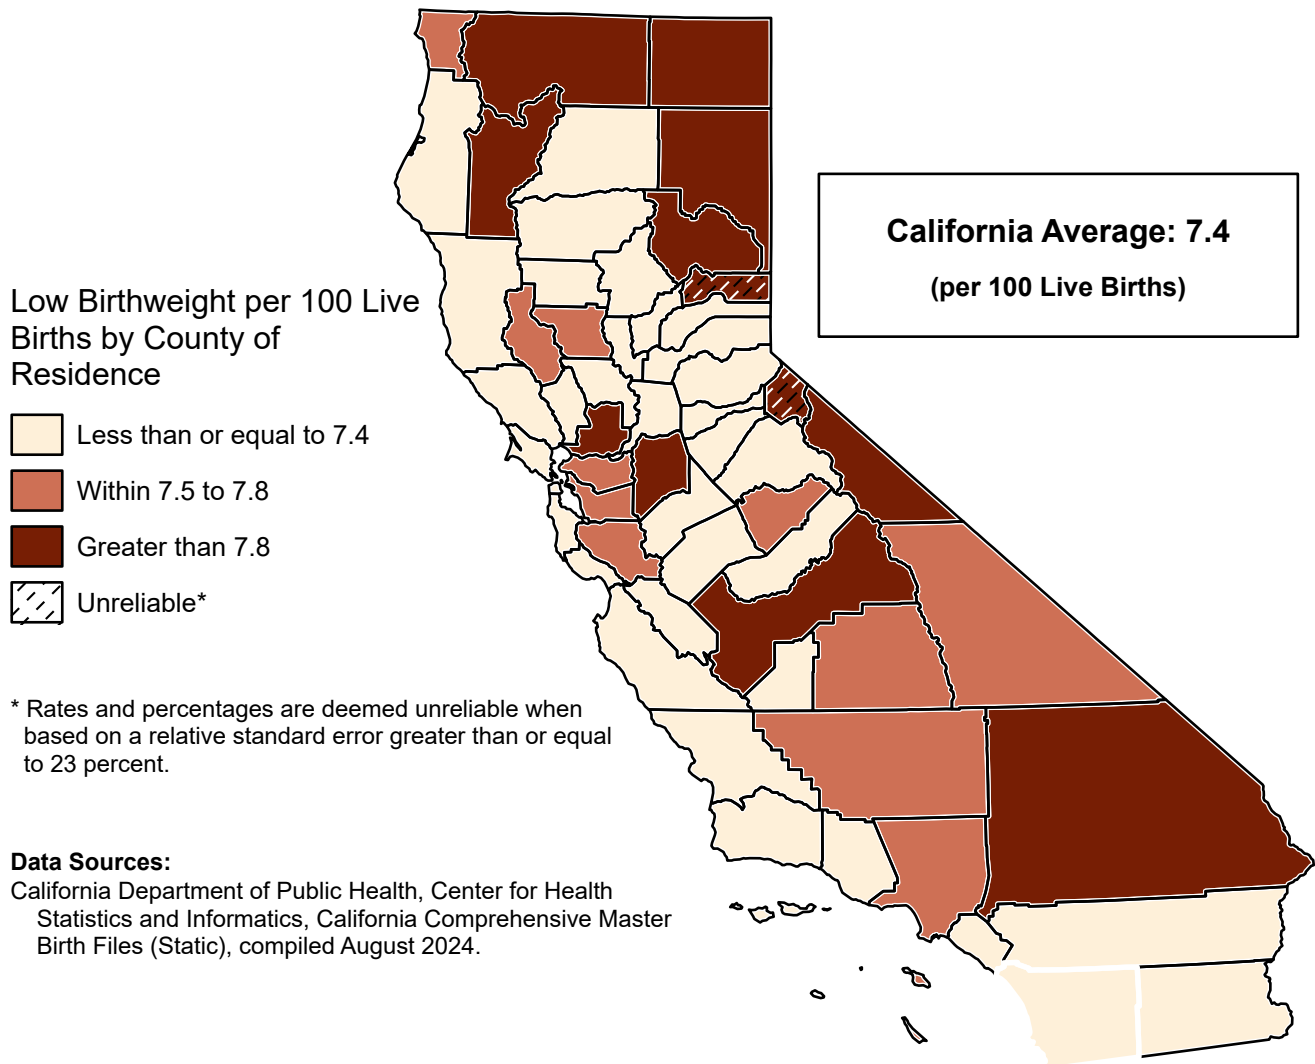 California Average: 7.4
(per 100 Live Births)
Low Birthweight per 100 Live
Births by County of
Residence
Less than or equal to 7.4
Within 7.5 to 7.8
Greater than 7.8
Unreliable*
* Rates and percentages are deemed unreliable when
based on a relative standard error greater than or equal
to 23 percent.
Data Sources:
California Department of Public Health, Center for Health
Statistics and Informatics, California Comprehensive Master
Birth Files (Static), compiled August 2024.